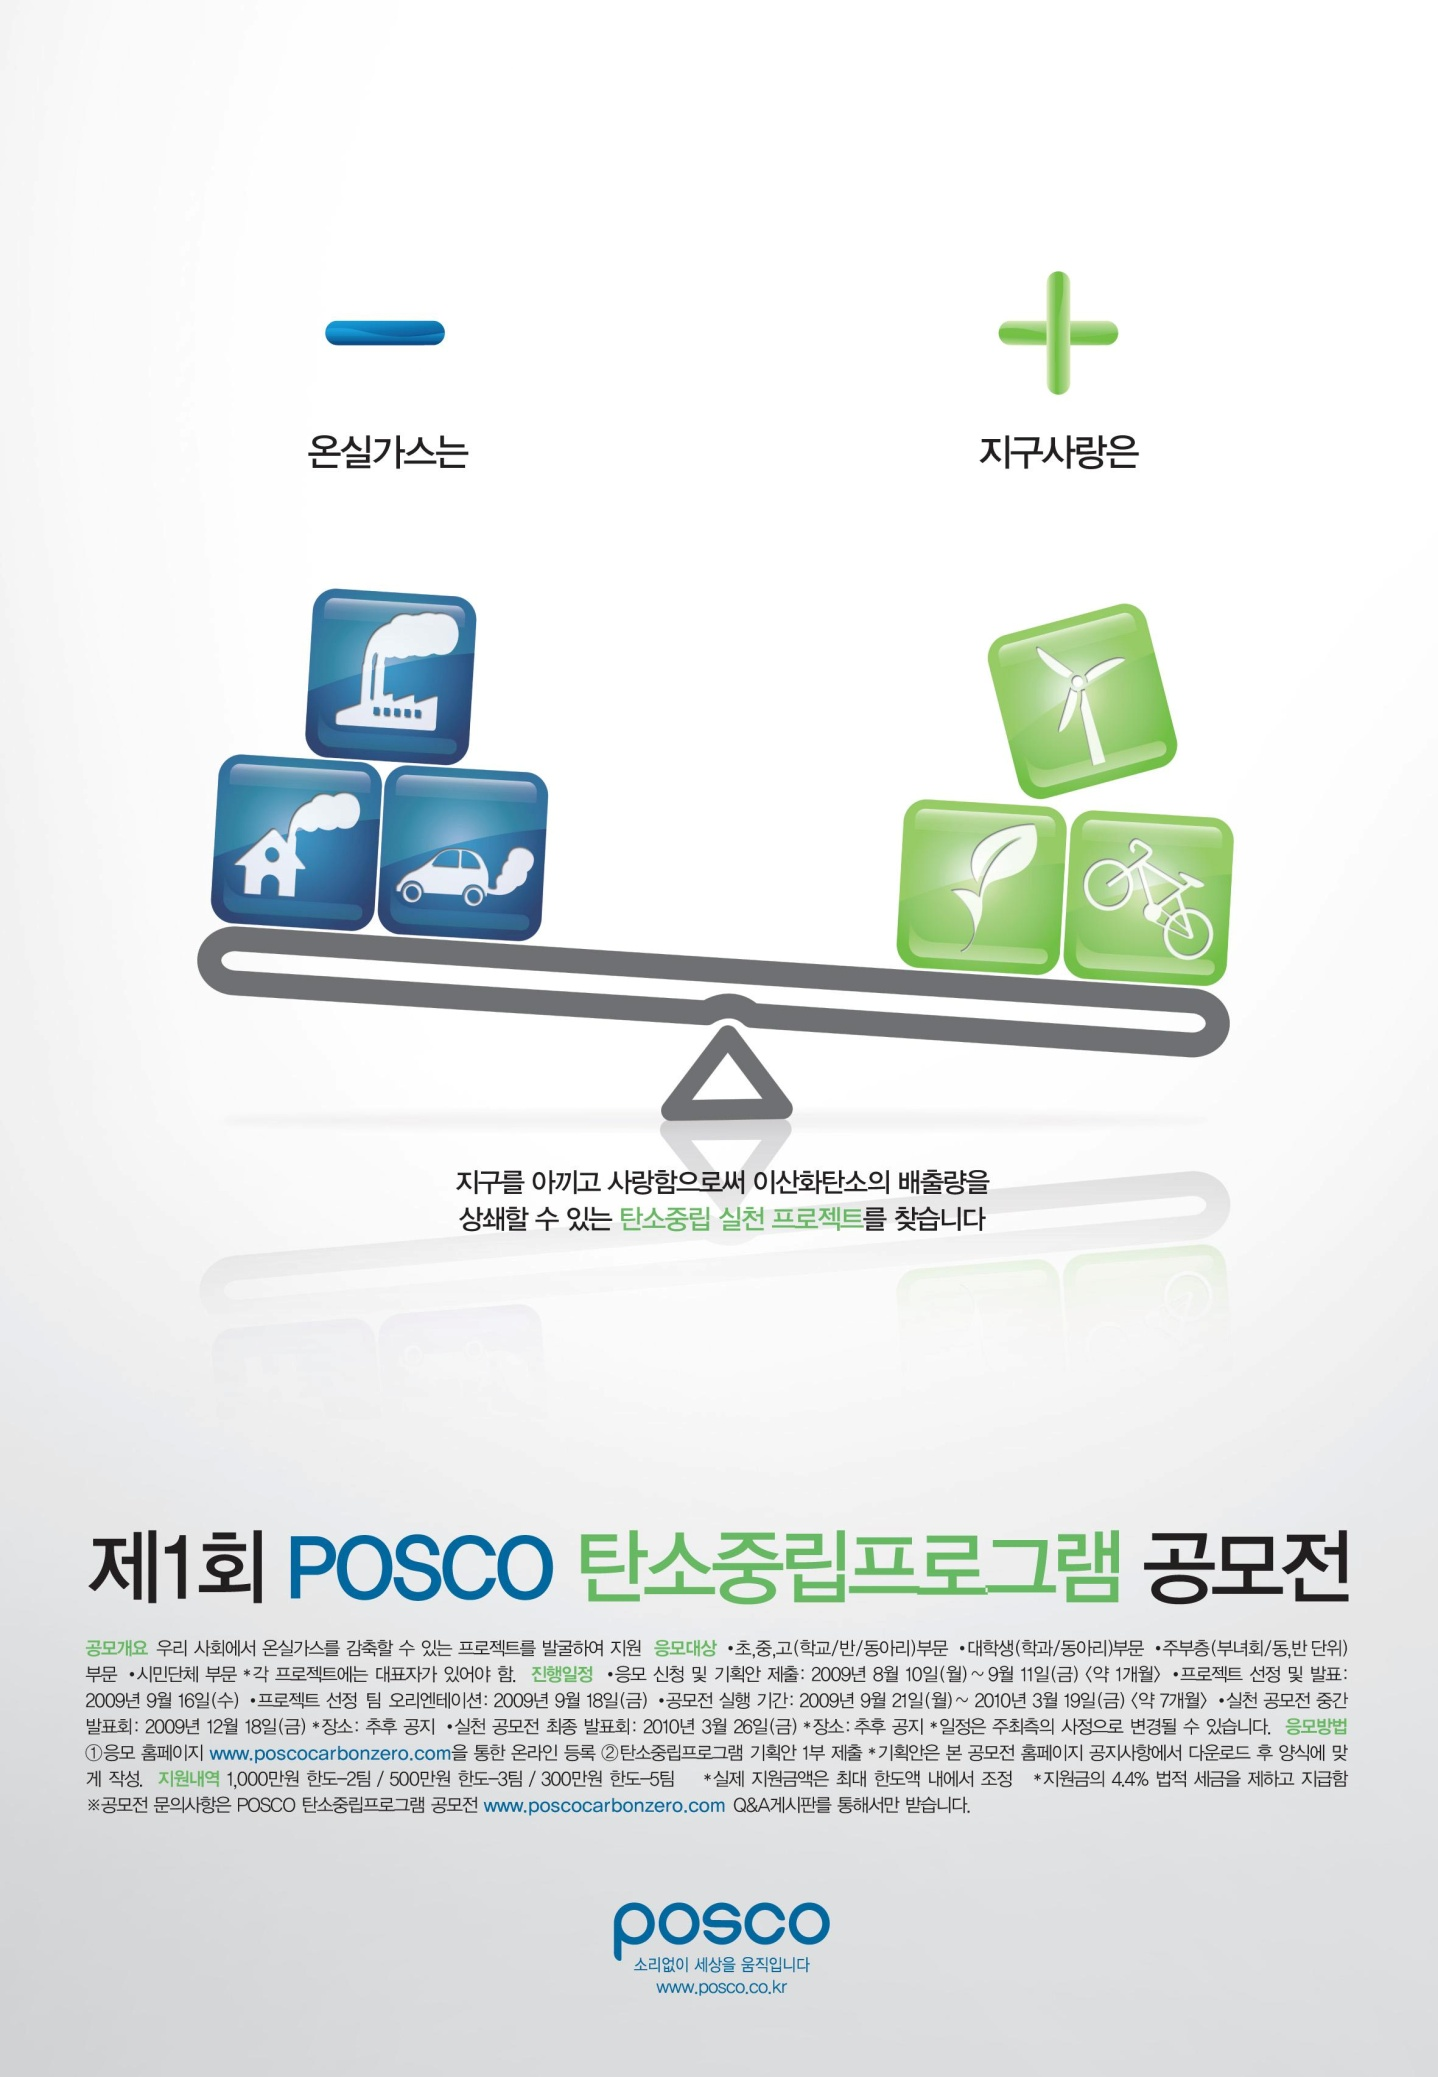 온실가스는
지구사랑은
지구를 아끼고 사랑함으로써 이산화탄소의 배출량을
상쇄할 수 있는 탄소중립 실천 프로젝트를 찾습니다
제1회 POSCO 탄소중립프로그램 공모전
공모개요 우리 사회에서 온실가스를 감축할 수 있는 프로젝트를 발굴하여 지원 응모대상 •초,중,고(학교/반/동아리)부문 •대학생(학과/동아리)부문 •주부층(부녀회/동,반 단위)
부문 •시민단체 부문 *각 프로젝트에는 대표자가 있어야 함. 진행일정 •응모 신청 및 기획안 제출: 2009년 8월 10일(월)~9월 11일(금) <약 1개월> •프로젝트 선정 및 발표:
2009년 9월 16일(수) •프로젝트 선정 팀 오리엔테이션: 2009년 9월 18일(금) •공모전 실행 기간: 2009년 9월 21일(월)~ 2010년 3월 19일(금) <약 7개월> •실천 공모전 중간
발표회: 2009년 12월 18일(금) *장소: 추후 공지 •실천 공모전 최종 발표회: 2010년 3월 26일(금) *장소: 추후 공지 *일정은 주최측의 사정으로 변경될 수 있습니다. 응모방법
①응모 홈페이지 www.poscocarbonzero.com을 통한 온라인 등록 ②탄소중립프로그램 기획안 1부 제출 *기획안은 본 공모전 홈페이지 공지사항에서 다운로드 후 양식에 맞
게 작성. 지원내역 1,000만원 한도-2팀 / 500만원 한도-3팀 / 300만원 한도-5팀 *실제 지원금액은 최대 한도액 내에서 조정 *지원금의 4.4% 법적 세금을 제하고 지급함
※공모전 문의사항은 POSCO 탄소중립프로그램 공모전 www.poscocarbonzero.com Q&A게시판를 통해서만 받습니다.
posco
소리없이 세상을 움직입니다
www.posco.co.kr